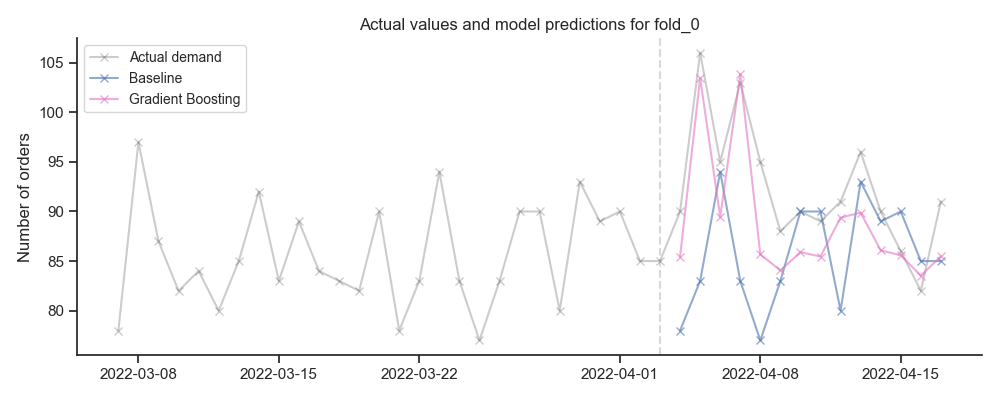 Actual values and model predictions for fold_0
Actual demand
Baseline
Gradient Boosting
Number of orders
105
100
95
90
85
80
2022-03-08
2022-03-15
2022-03-22
2022-04-01
2022-04-08
2022-04-15